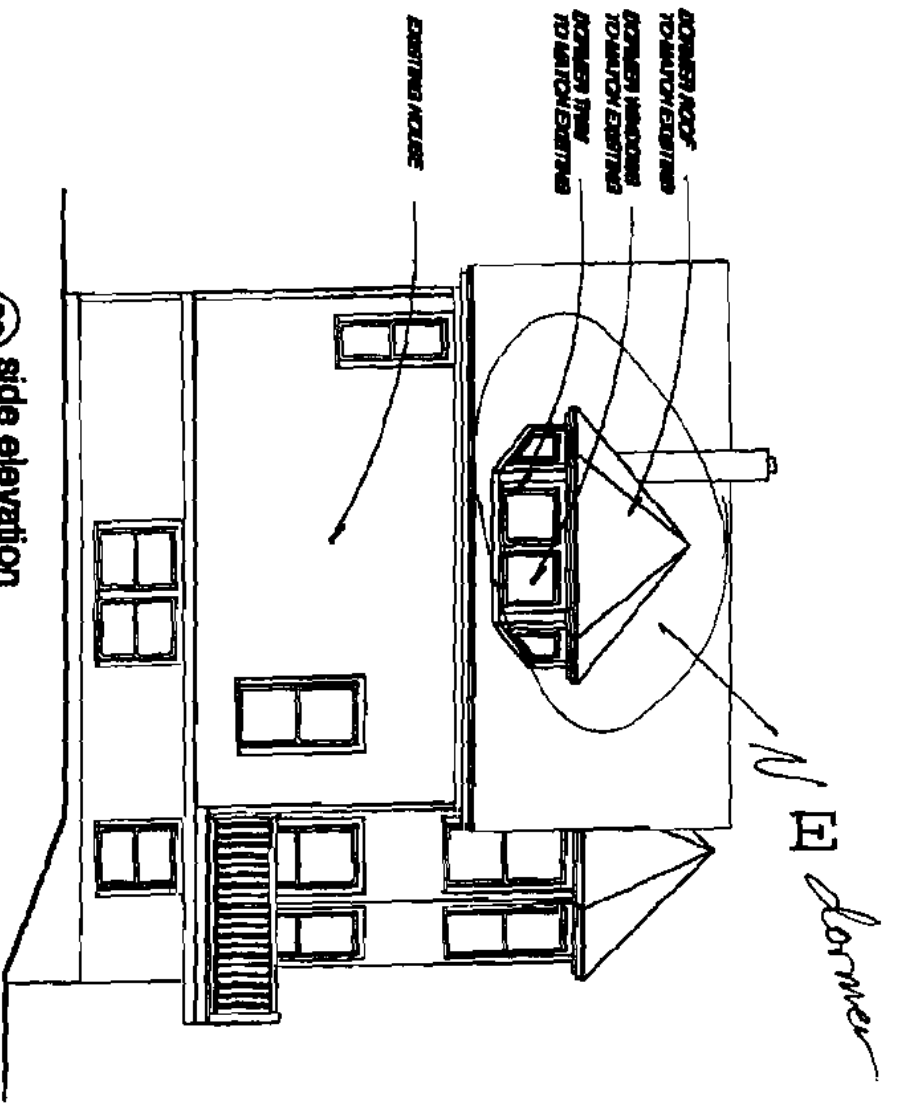 DORMER ROOF
TO MATCH EXISTING
DORMER WINDOWS
TO MATCH EXISTING
DORMER TRIM
TO MATCH EXISTING
EXISTING HOUSE
N E dormer
side elevation